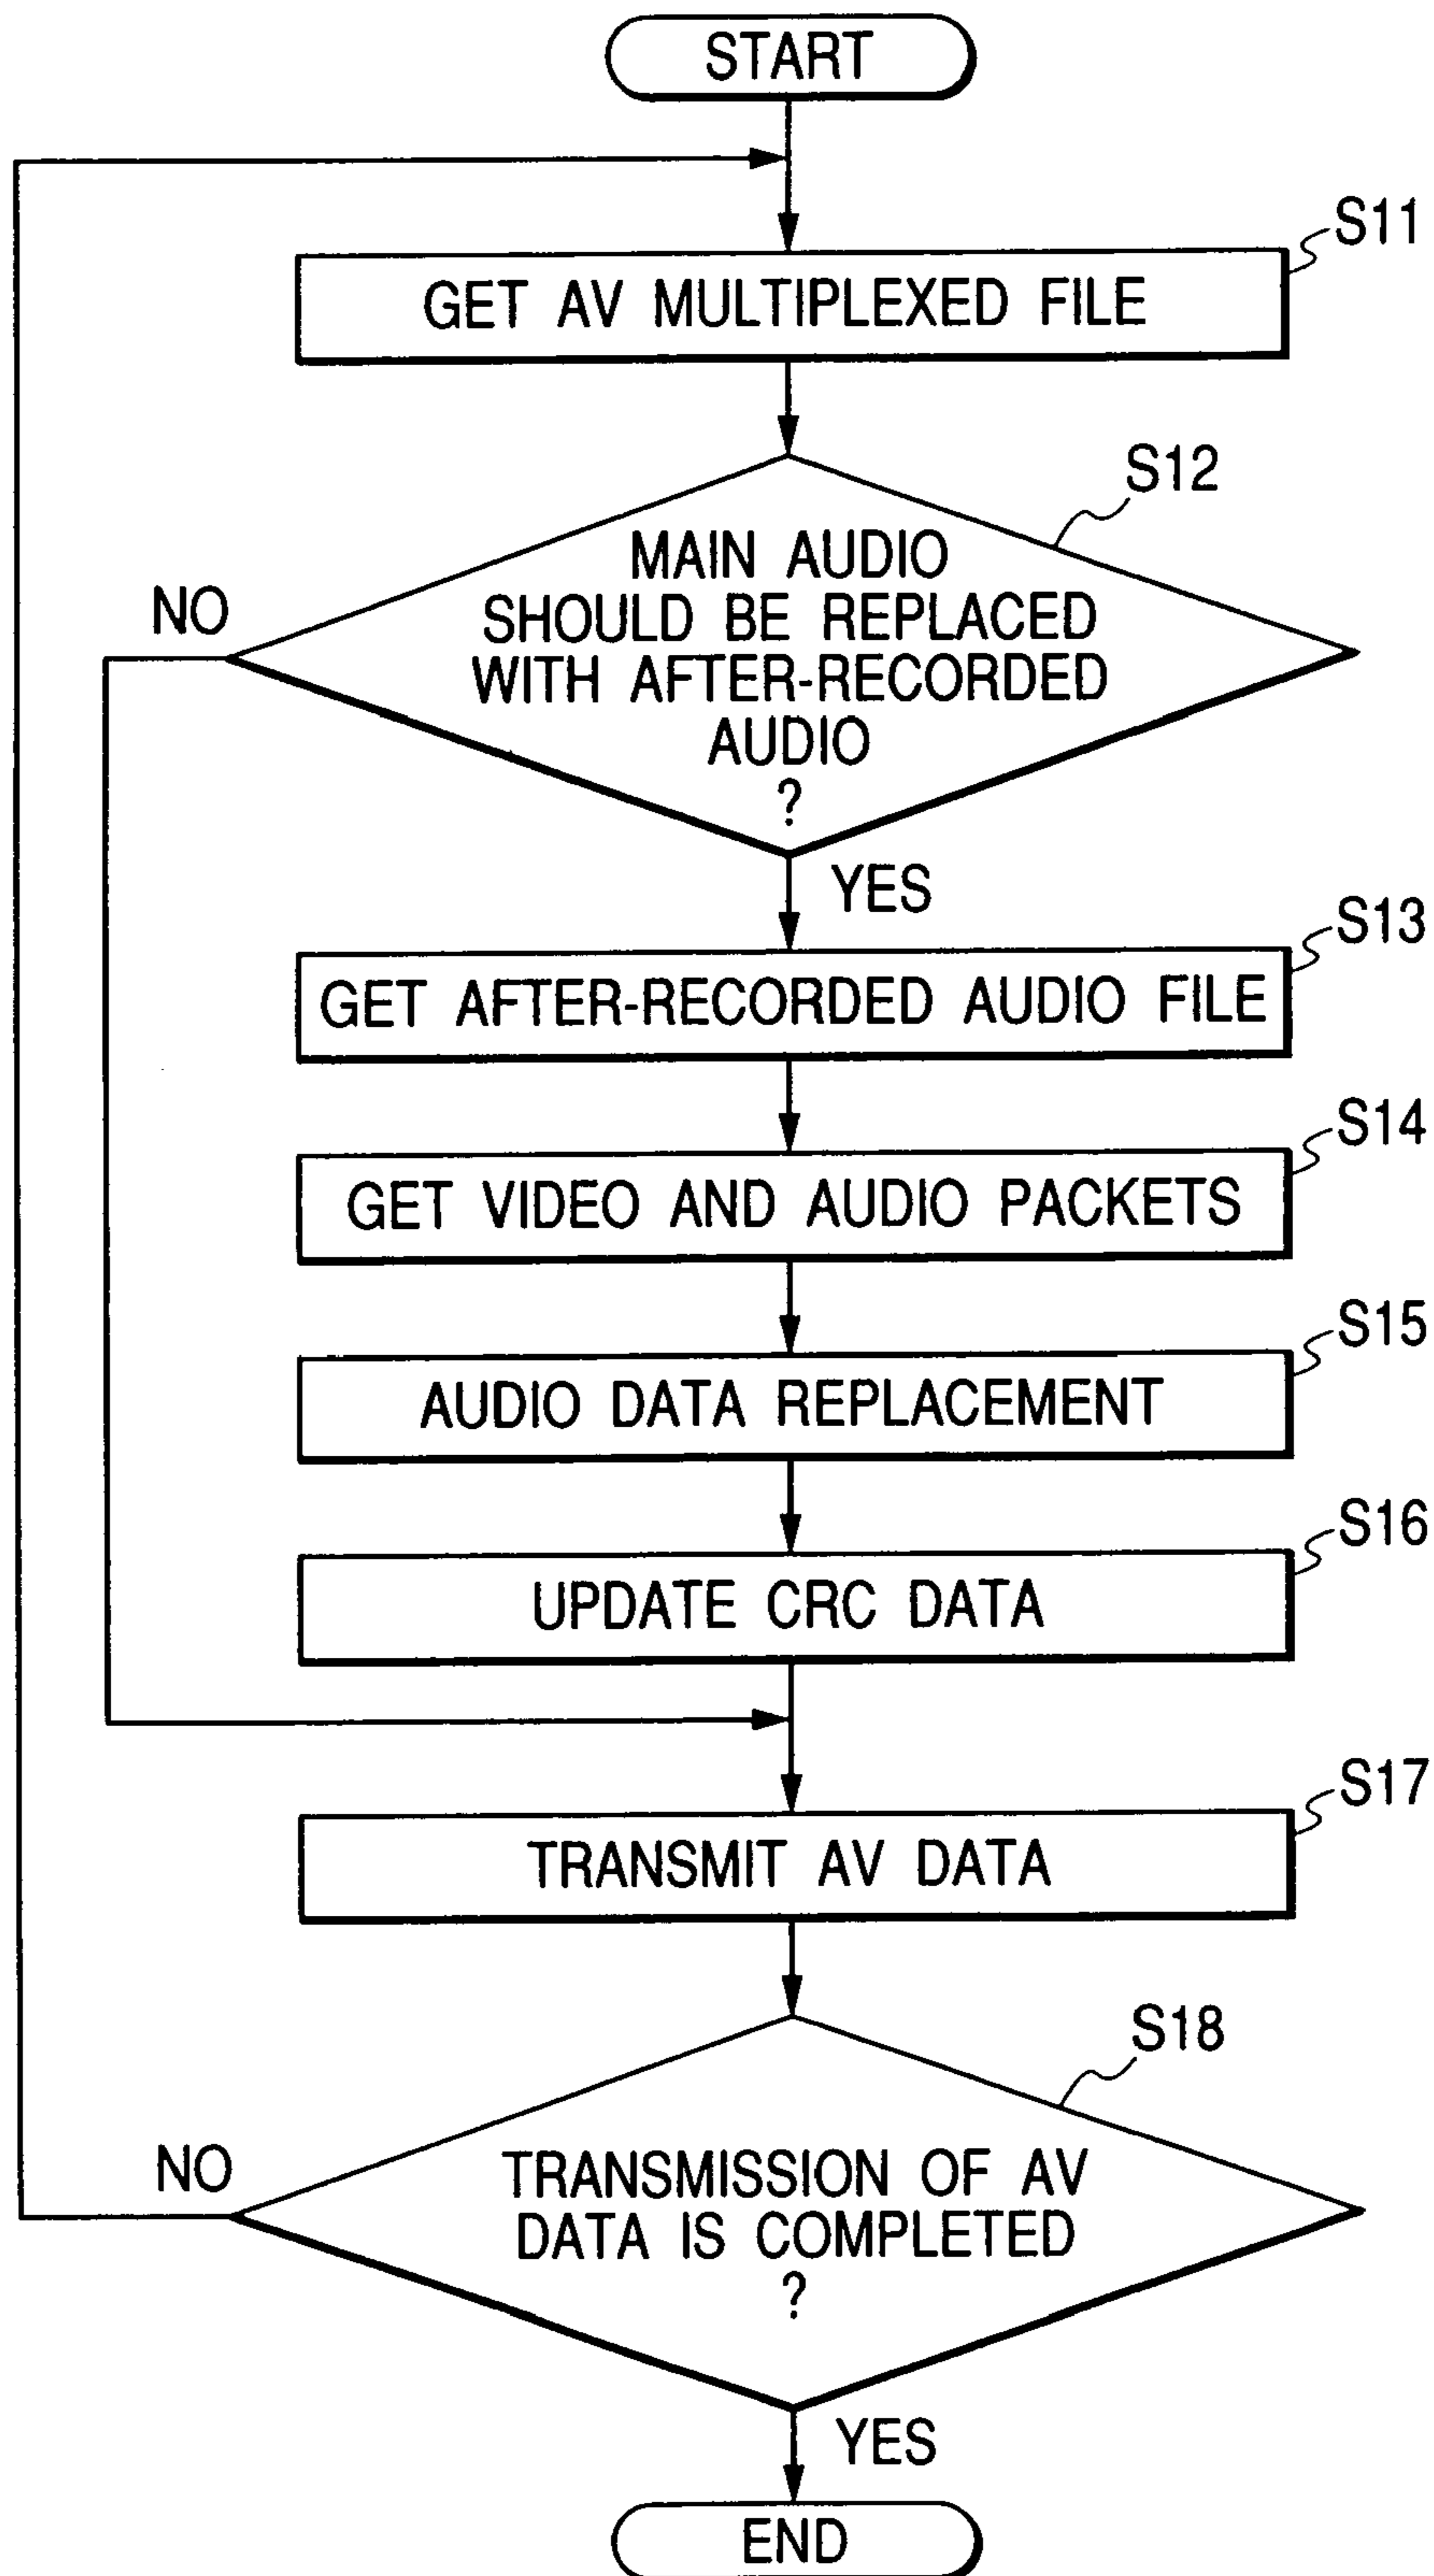 START
S11
GET AV MULTIPLEXED FILE
S12
MAIN AUDIO
SHOULD BE REPLACED
WITH AFTER-RECORDED
AUDIO
?
NO
YES
S13
GET AFTER-RECORDED AUDIO FILE
S14
GET VIDEO AND AUDIO PACKETS
S15
AUDIO DATA REPLACEMENT
S16
UPDATE CRC DATA
S17
TRANSMIT AV DATA
S18
TRANSMISSION OF AV
DATA IS COMPLETED
?
NO
YES
END